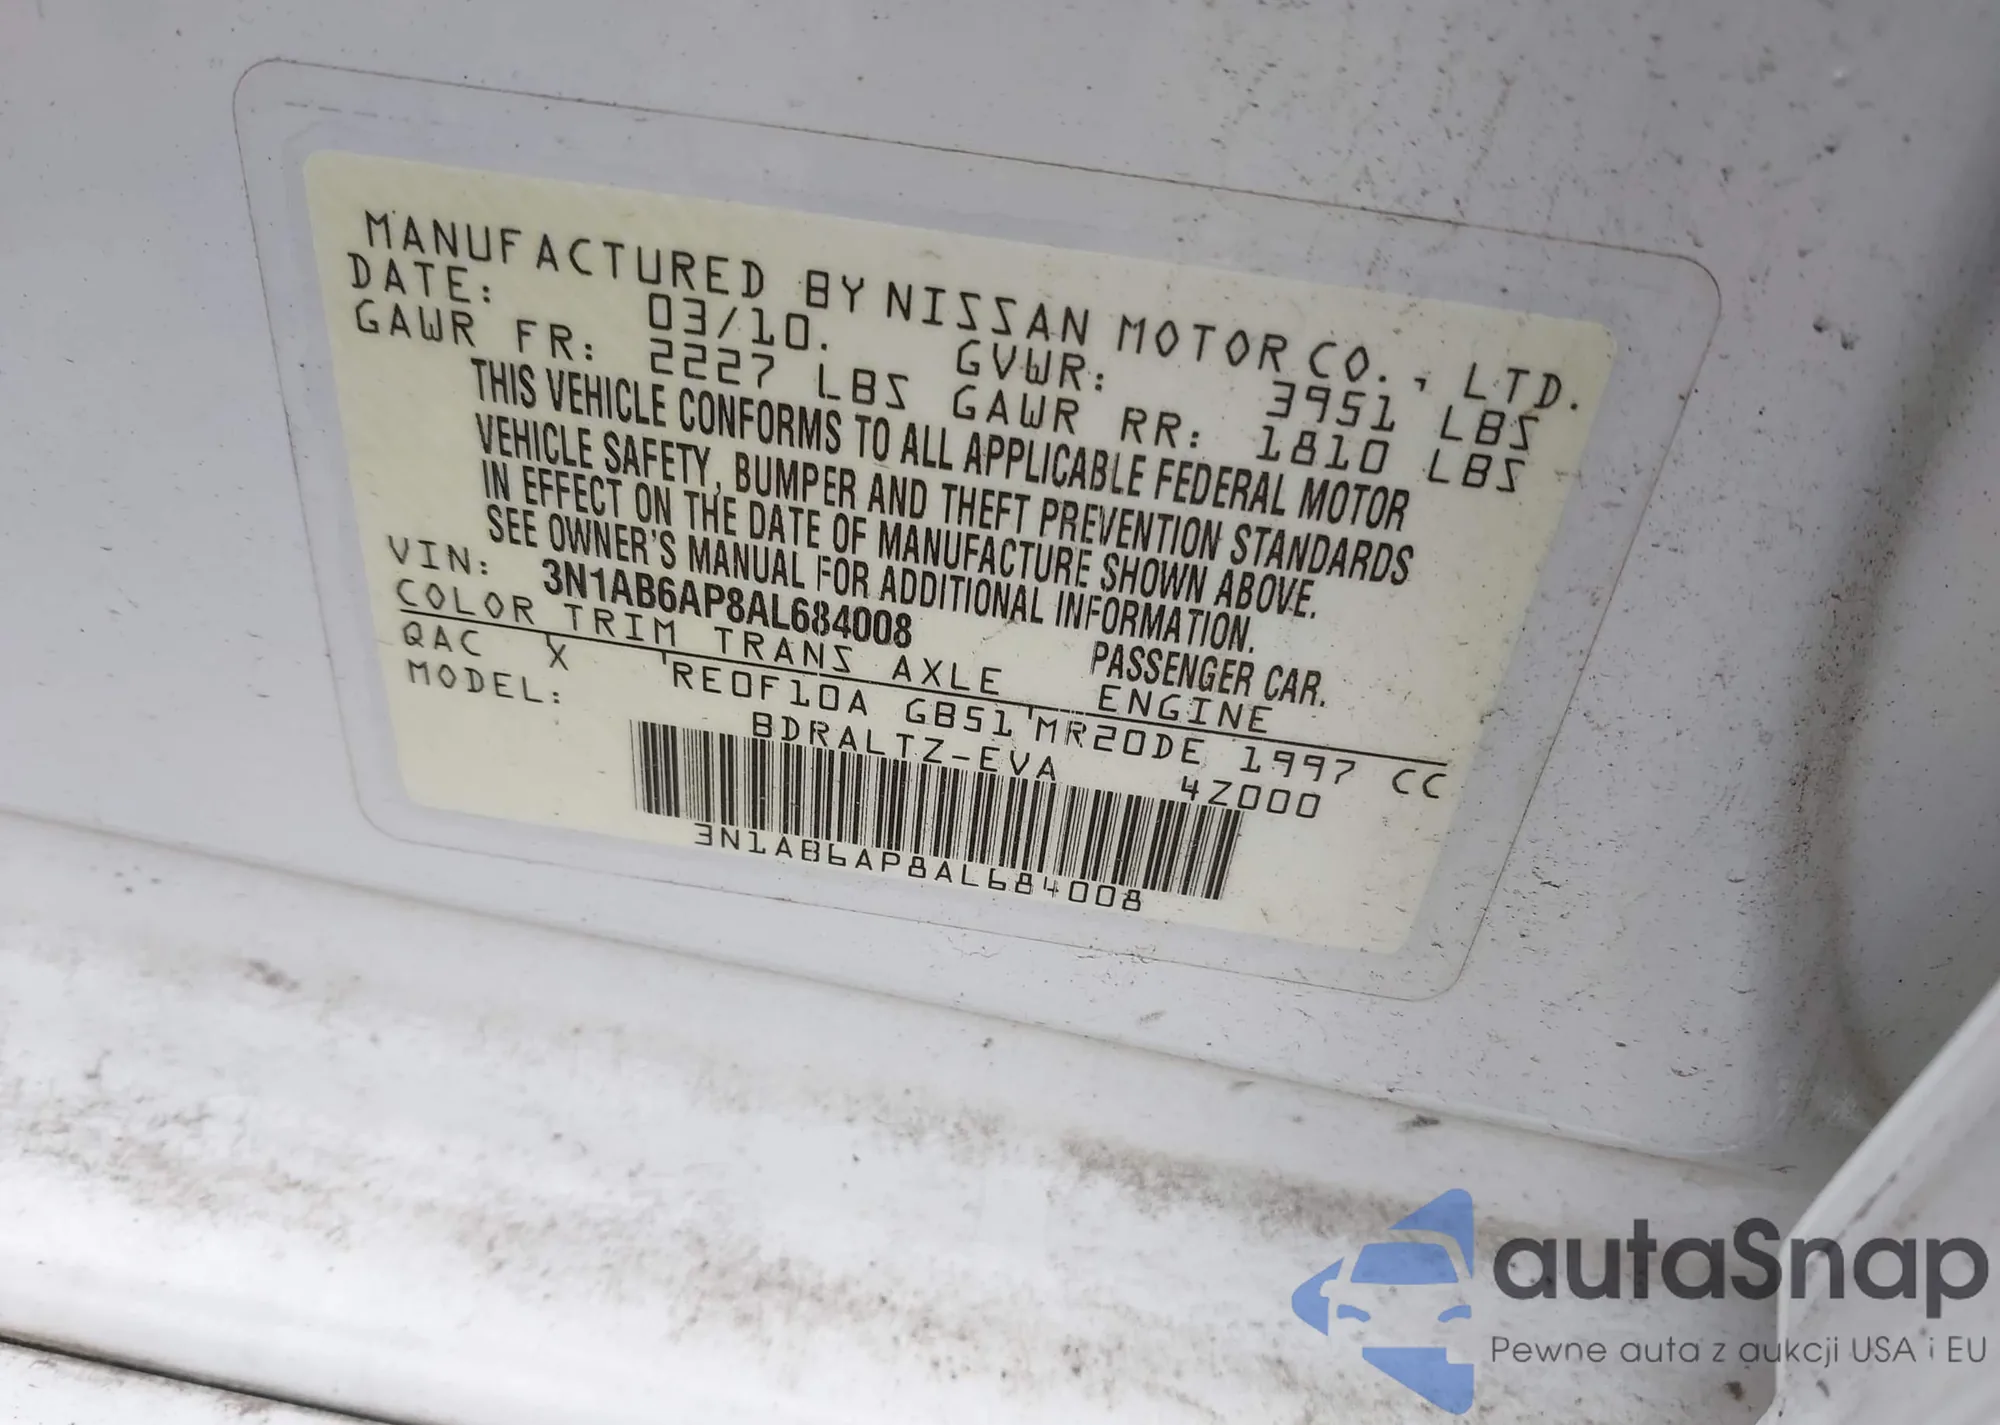 MANUFACTURED BY NISSAN MOTOR CO., LTD.
DATE: 03/10. GVWR: 3951 LBS
GAWR FR: 2227 LBS GAWR RR: 1810 LBS
THIS VEHICLE CONFORMS TO ALL APPLICABLE FEDERAL MOTOR
VEHICLE SAFETY, BUMPER AND THEFT PREVENTION STANDARDS
IN EFFECT ON THE DATE OF MANUFACTURE SHOWN ABOVE.
SEE OWNER'S MANUAL FOR ADDITIONAL INFORMATION.
VIN: 3N1AB6AP8AL684008 PASSENGER CAR.
COLOR TRIM TRANS AXLE ENGINE
QAC X RE0F10A GB51 MR20DE 1997 CC
MODEL: BDRALTZ-EVA 4Z000
3N1AB6AP8AL684008
autaSnap
Pewne auta z aukcji USA i EU